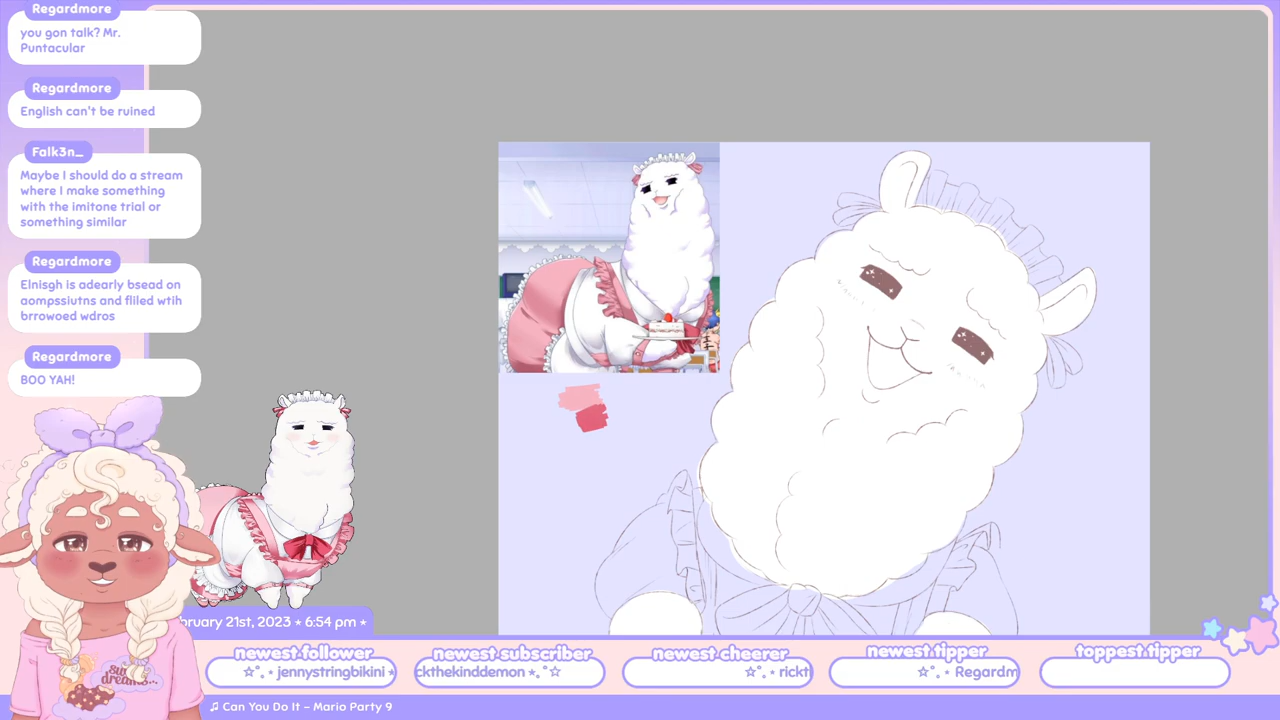 Regardmore
you gon talk? Mr.
Puntacular
Regardmore
English can't be ruined
Falk3n_
Maybe I should do a stream
where I make something
with the imitone trial or
something similar
Regardmore
Elnisgh is adearly bsead on
aompssiutns and fliled wtih
brrowoed wdros
Regardmore
BOO YAH!
bruary 21st, 2023 ⋆ 6:54 pm ⋆
newest follower
newest subscriber
newest cheerer
newest tipper
toppest tipper
☆°｡⋆ jennystringbikini ⋆
ckthekinddemon ⋆｡°☆
☆°｡⋆ rickt
☆°｡⋆ Regardm
♫ Can You Do It - Mario Party 9